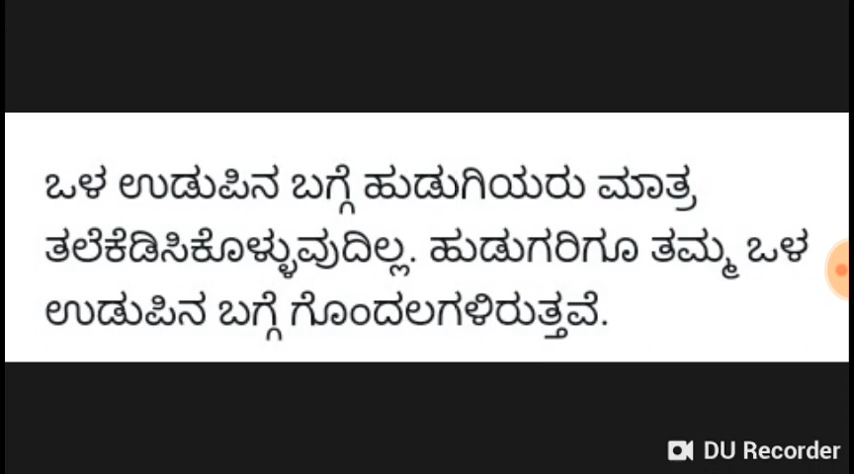 ಒಳ ಉಡುಪಿನ ಬಗ್ಗೆ ಹುಡುಗಿಯರು ಮಾತ್ರ
ತಲೆಕೆಡಿಸಿಕೊಳ್ಳುವುದಿಲ್ಲ. ಹುಡುಗರಿಗೂ ತಮ್ಮ ಒಳ
ಉಡುಪಿನ ಬಗ್ಗೆ ಗೊಂದಲಗಳಿರುತ್ತವೆ.
DU Recorder